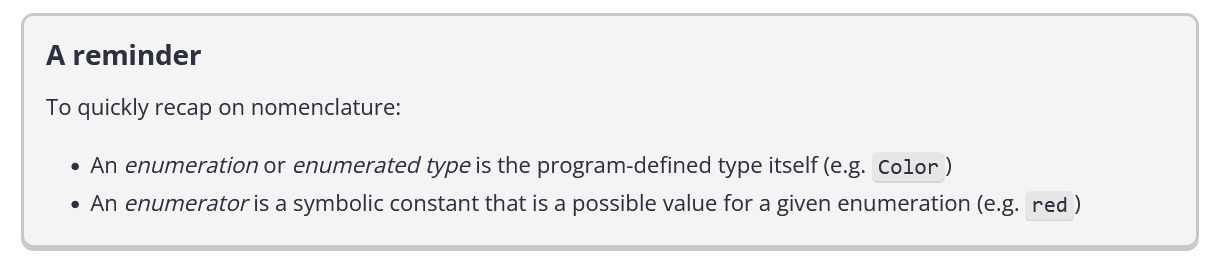 A reminder
To quickly recap on nomenclature:
• An enumeration or enumerated type is the program-defined type itself (e.g. Color)
• An enumerator is a symbolic constant that is a possible value for a given enumeration (e.g. red)